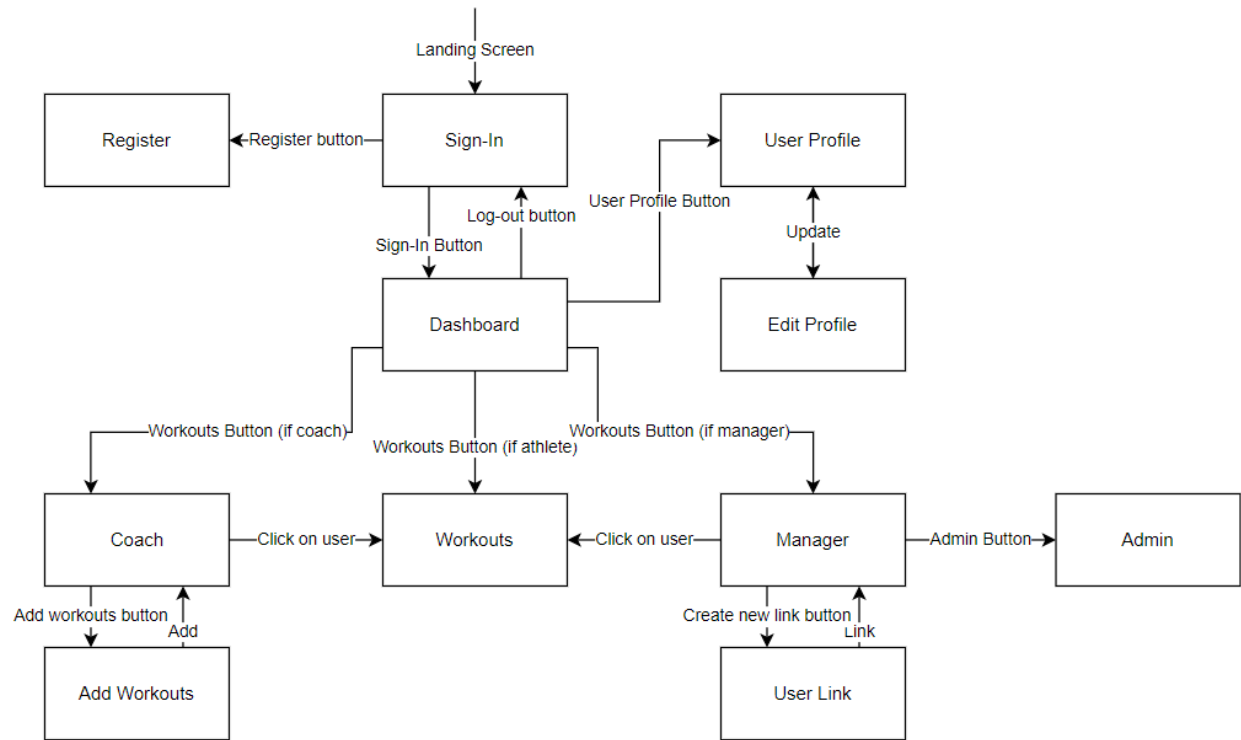 Landing Screen
Register
Register button
Sign-In
User Profile
User Profile Button
Log-out button
Sign-In Button
Update
Dashboard
Edit Profile
Workouts Button (if coach)
Workouts Button (if athlete)
Workouts Button (if manager)
Coach
Click on user
Workouts
Click on user
Manager
Admin Button
Admin
Add workouts button
Add
Create new link button
Link
Add Workouts
User Link